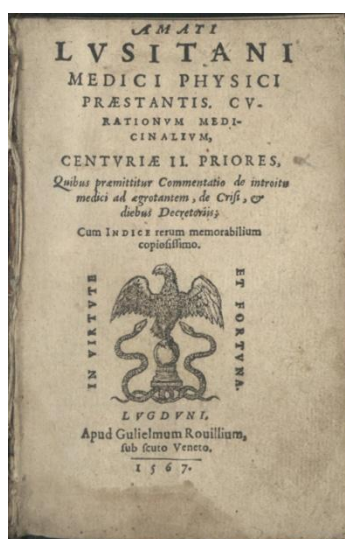 AMATI
LVSITANI
MEDICI PHYSICI
PRÆSTANTIS. CV-
RATIONVM MEDI-
CINALIVM,
CENTVRIÆ II. PRIORES,
Quibus præmittitur Commentatio de introitu
medici ad ægrotantem, de Crisi, &
diebus Decretorijs;
Cum INDICE rerum memorabilium
copiosissimo.
IN VIRTVTE
ET FORTVNA.
LVGDVNI,
Apud Gulielmum Rouillium,
sub scuto Veneto.
1567.